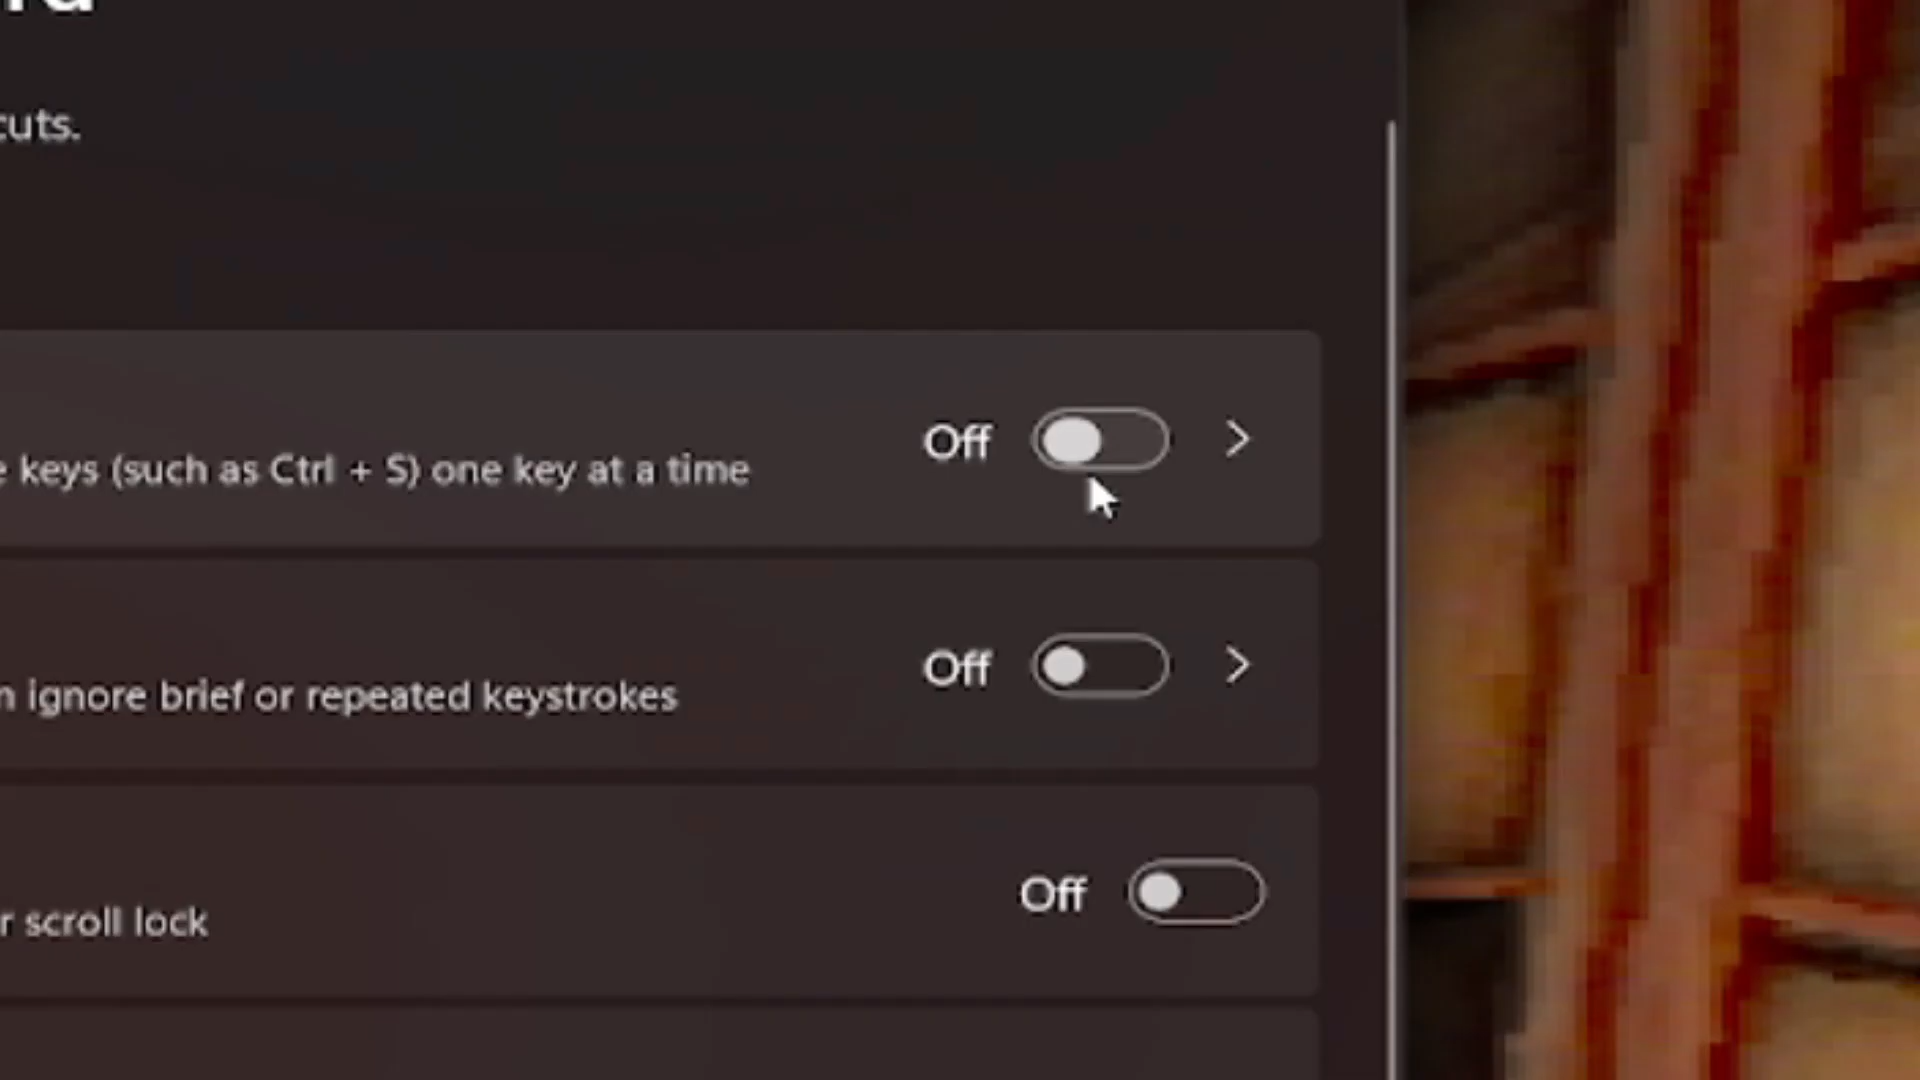 cuts.
Off
keys (such as Ctrl + S) one key at a time
Off
ignore brief or repeated keystrokes
Off
scroll lock